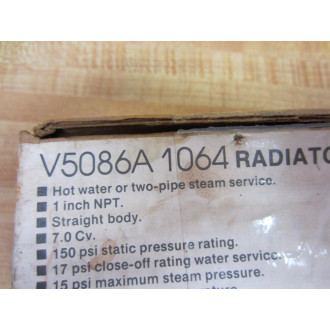 V5086A 1064 RADIATO
■ Hot water or two-pipe steam service.
■ 1 inch NPT.
■ Straight body.
■ 7.0 Cv.
■ 150 psi static pressure rating.
■ 17 psi close-off rating water service.
■ 15 psi maximum steam pressure.